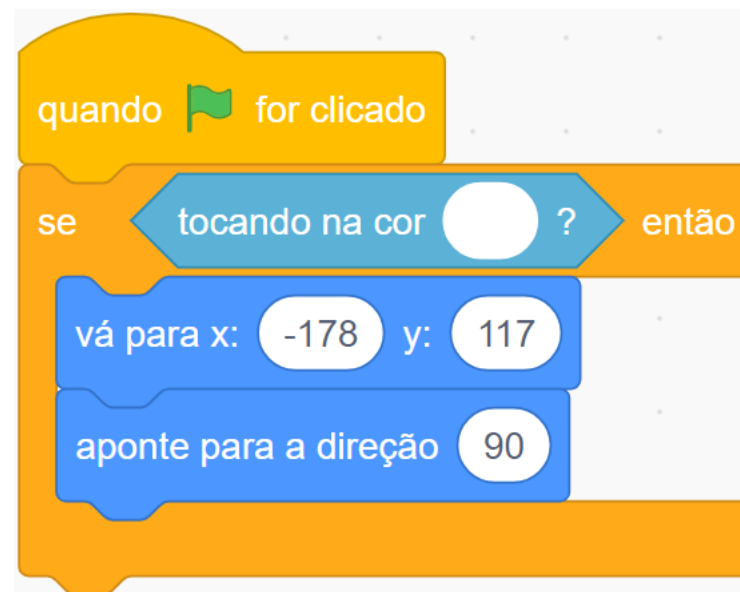 quando for clicado
se tocando na cor ? então
vá para x: -178 y: 117
aponte para a direção 90